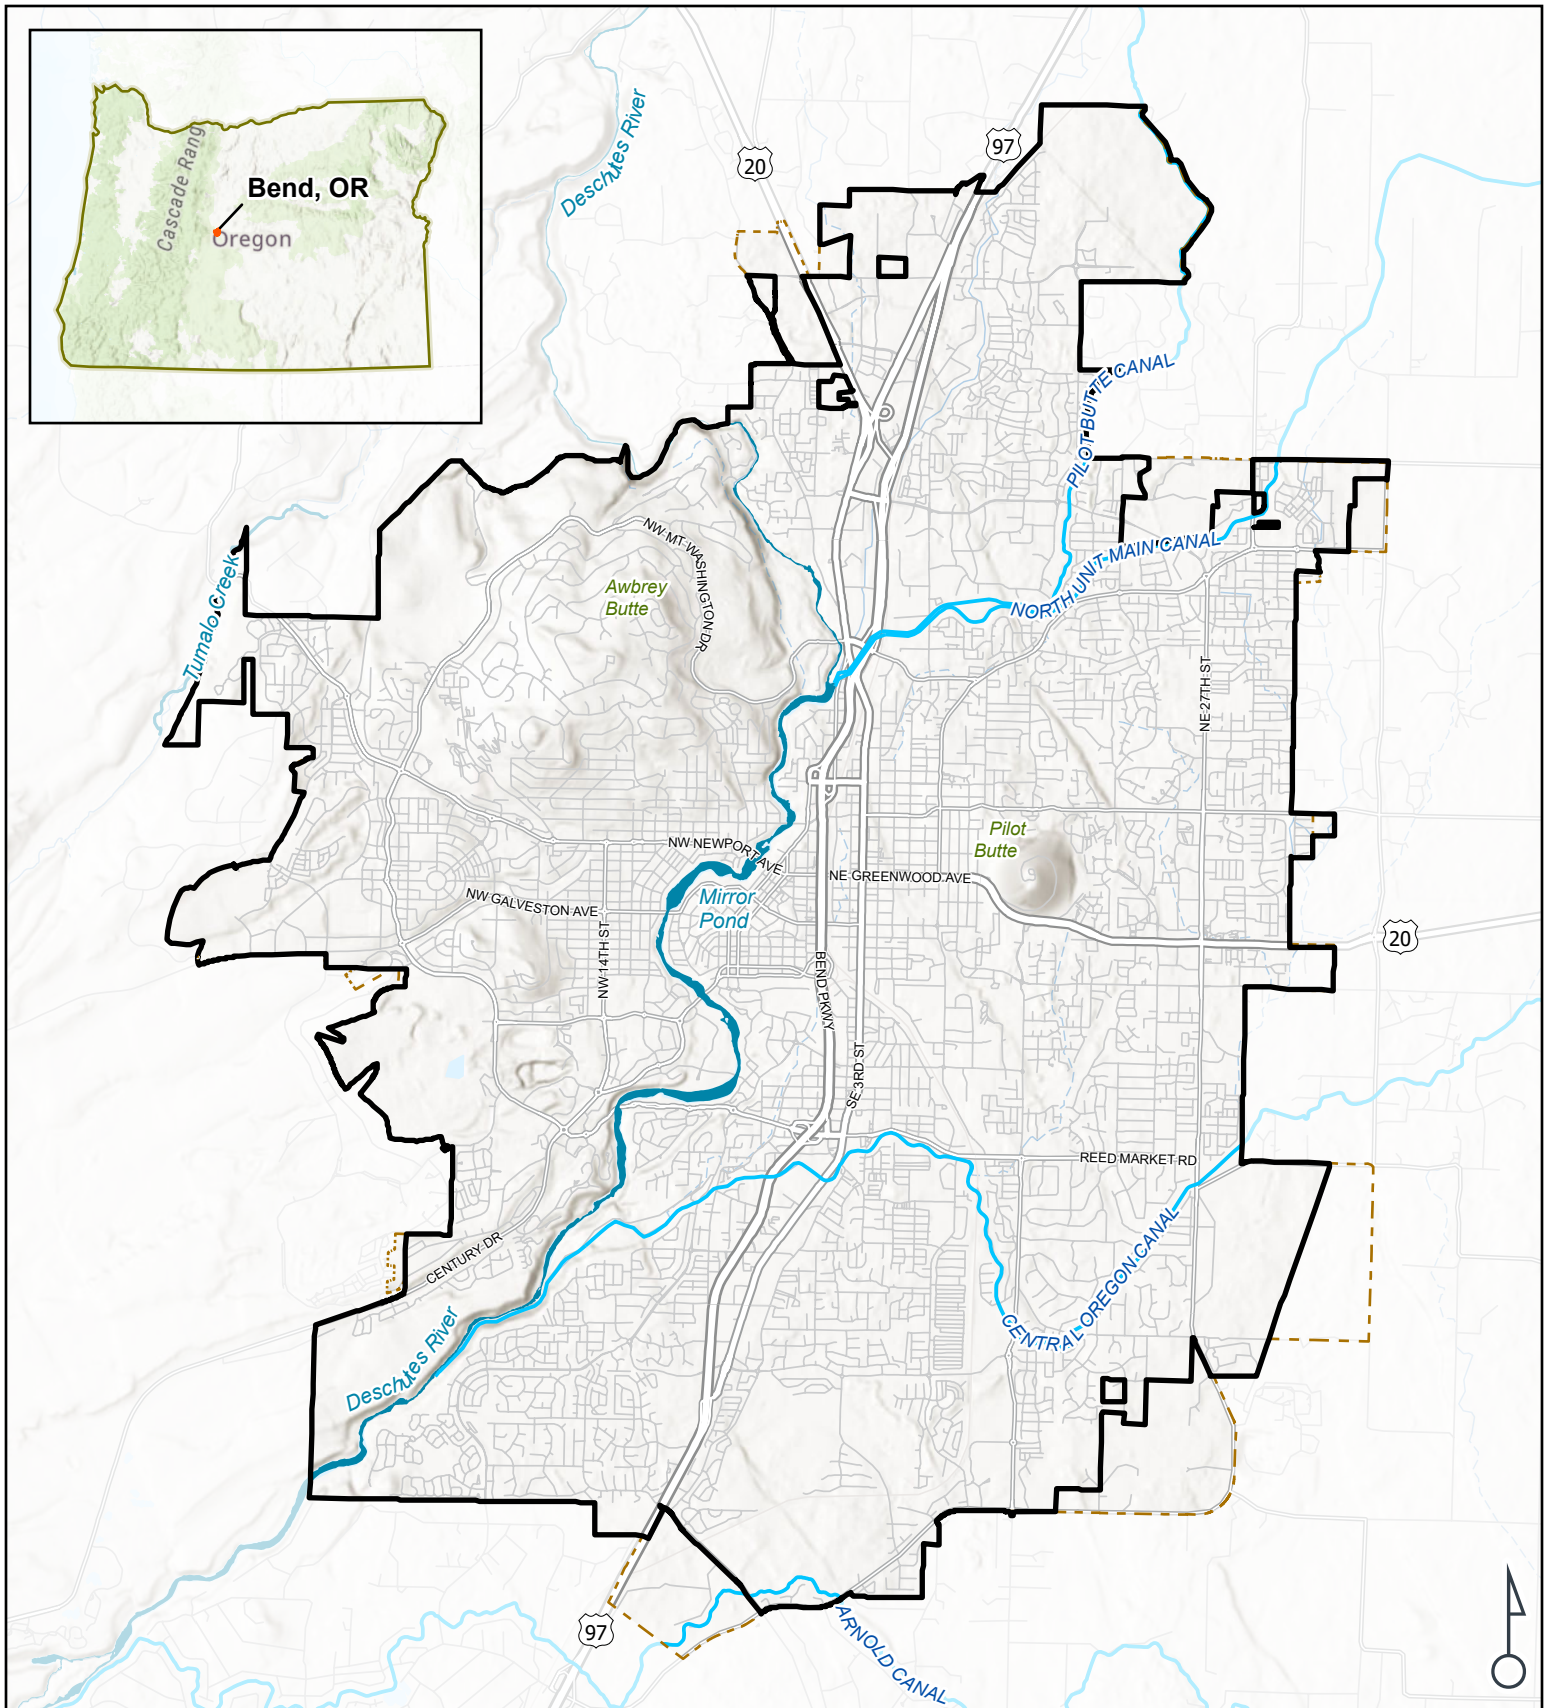 Cascade Rang
Bend, OR
Oregon
Deschutes River
20
97
PILOT BUTTE CANAL
NORTH UNIT MAIN CANAL
Tumalo Creek
NW MT WASHINGTON DR
Awbrey
Butte
NE 27TH ST
Pilot
Butte
NW NEWPORT AVE
NE GREENWOOD AVE
Mirror
Pond
NW GALVESTON AVE
NW 14TH ST
20
BEND PKWY
SE 3RD ST
REED MARKET RD
CENTURY DR
CENTRAL OREGON CANAL
Deschutes River
97
ARNOLD CANAL